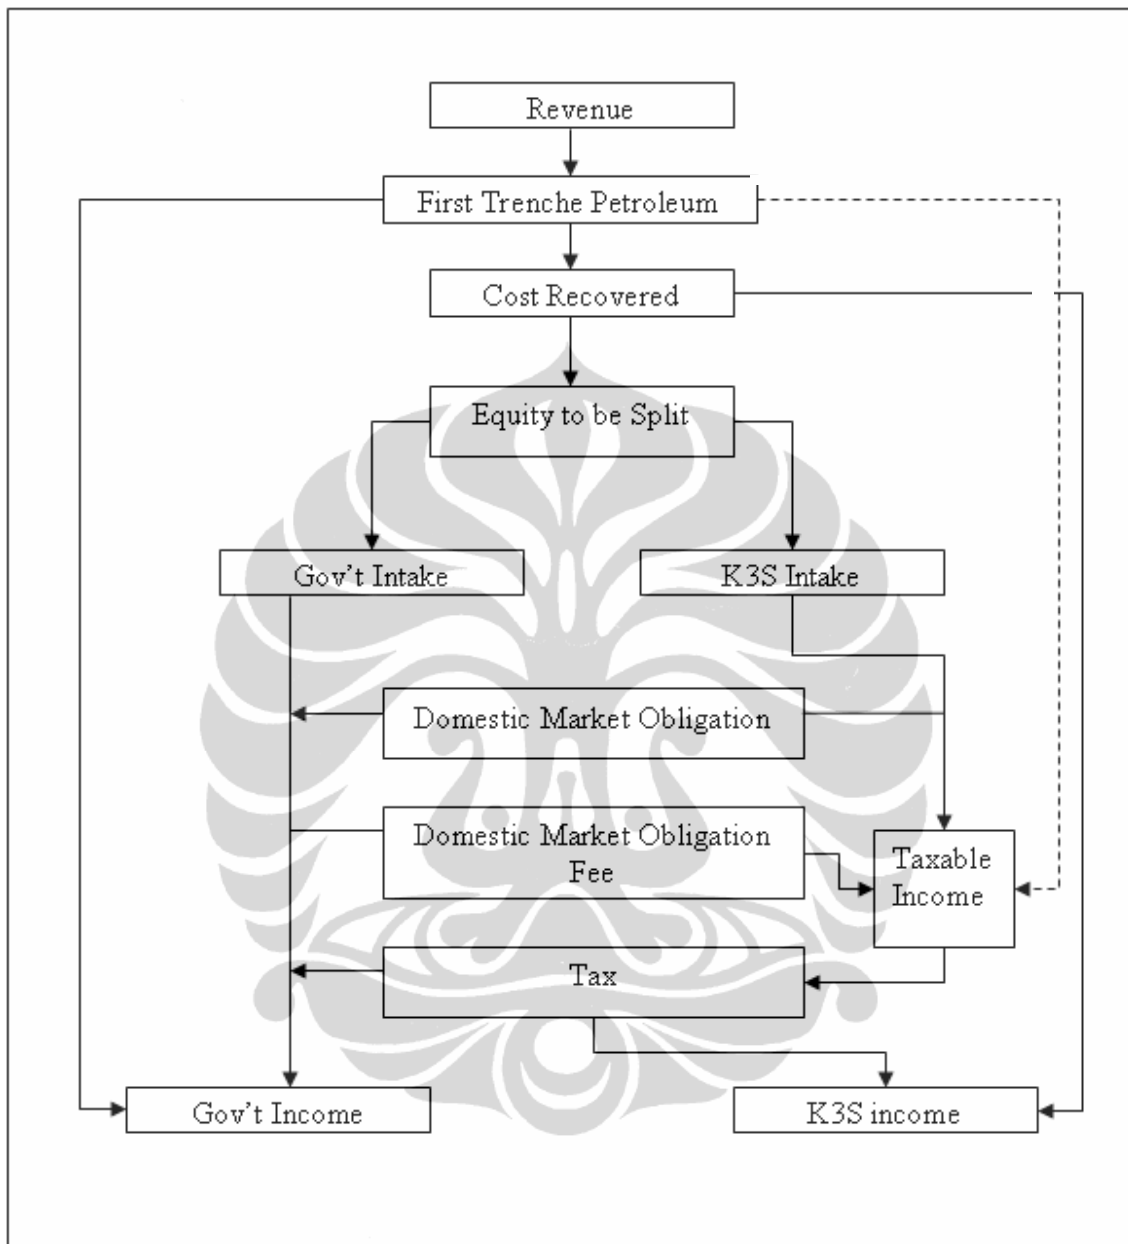 Revenue
First Trenche Petroleum
Cost Recovered
Equity to be Split
Gov't Intake
K3S Intake
Domestic Market Obligation
Domestic Market Obligation
Fee
Taxable
Income
Tax
Gov't Income
K3S income